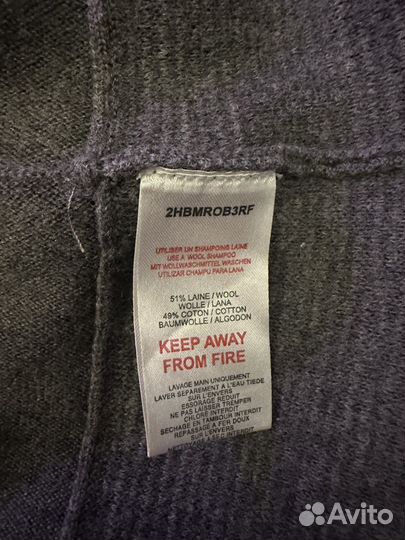 2HBMROB3RF
UTILISER UN SHAMPOING LAINE
USE A WOOL SHAMPOO
MIT WOLLWASCHMITTEL WASCHEN
UTILIZAR CHAMPU PARA LANA
51% LAINE / WOOL
WOLLE / LANA
49% COTON / COTTON
BAUMWOLLE / ALGODON
KEEP AWAY
FROM FIRE
LAVAGE MAIN UNIQUEMENT
LAVER SEPAREMENT A L'EAU TIEDE
SUR L'ENVERS
ESSORAGE REDUIT
NE PAS LAISSER TREMPER
CHLORE INTERDIT
SECHAGE EN TAMBOUR INTERDIT
REPASSAGE A FER DOUX
SUR L'ENVERS
Avito